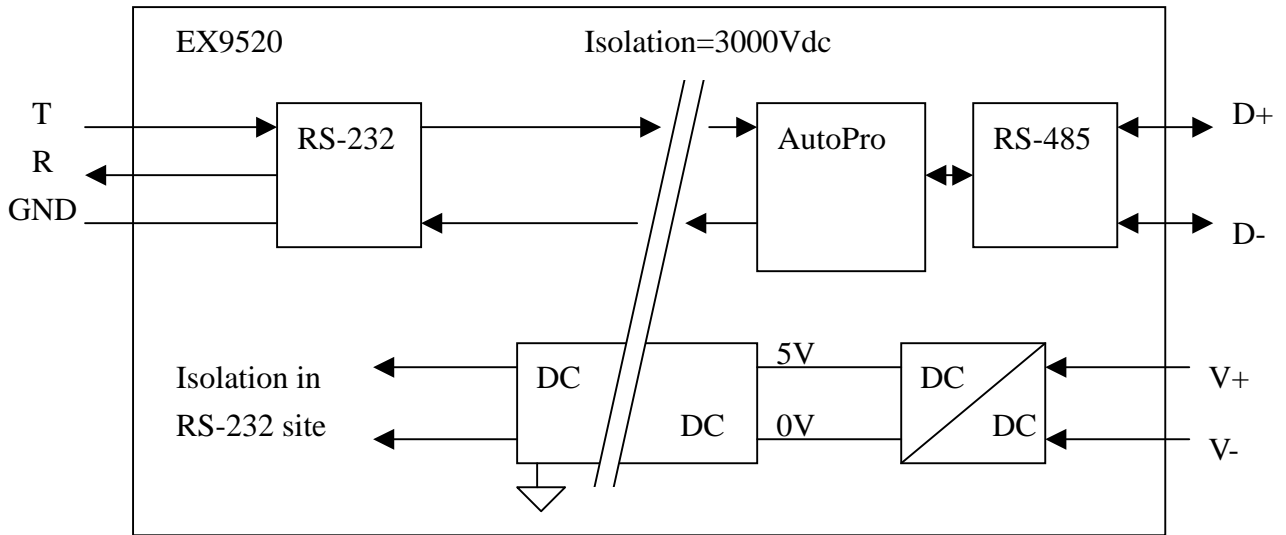 EX9520
Isolation=3000Vdc
T
R
GND
RS-232
AutoPro
RS-485
D+
D-
Isolation in
RS-232 site
DC
DC
5V
0V
DC
DC
V+
V-